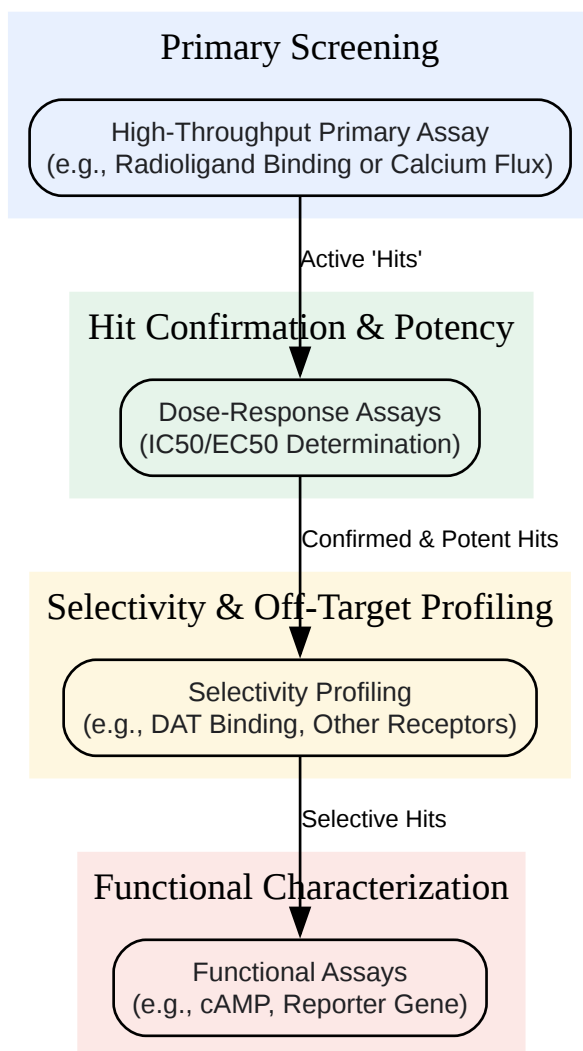 Primary Screening
High-Throughput Primary Assay
(e.g., Radioligand Binding or Calcium Flux)
Active 'Hits'
Hit Confirmation & Potency
Dose-Response Assays
(IC50/EC50 Determination)
Confirmed & Potent Hits
Selectivity & Off-Target Profiling
Selectivity Profiling
(e.g., DAT Binding, Other Receptors)
Selective Hits
Functional Characterization
Functional Assays
(e.g., cAMP, Reporter Gene)